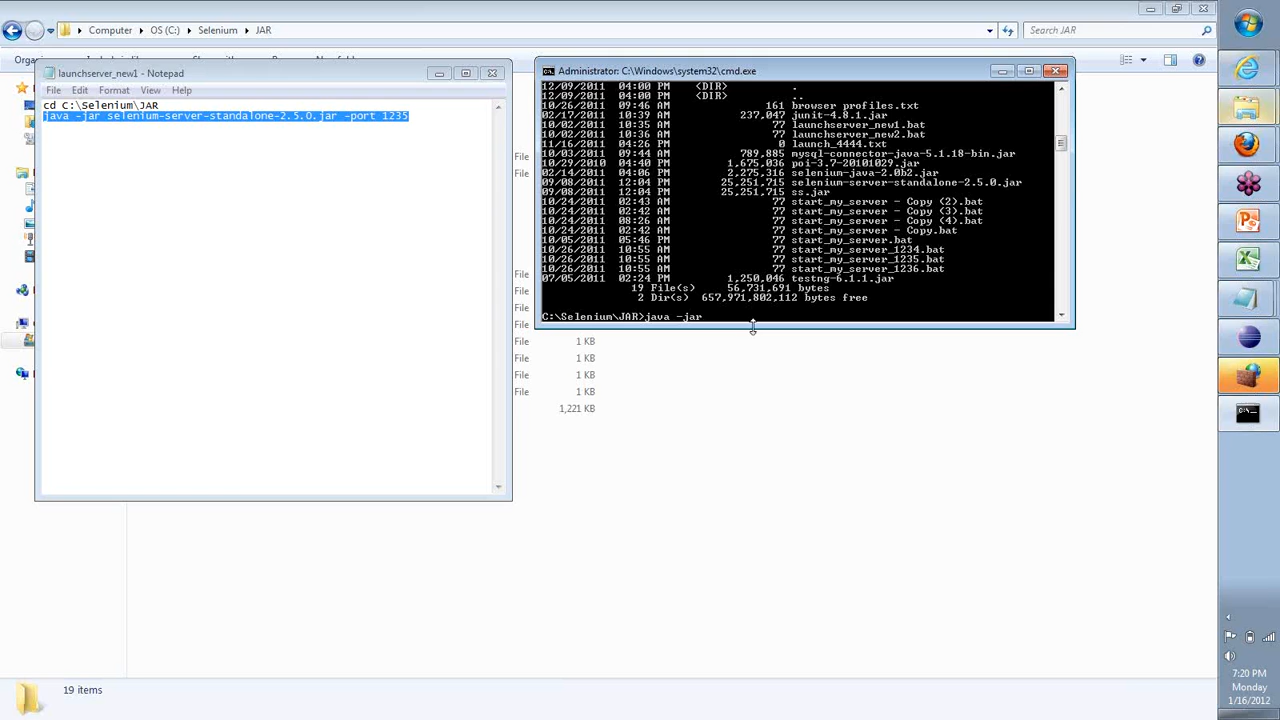 Computer ▸ OS (C:) ▸ Selenium ▸ JAR
Search JAR
launchserver_new1 - Notepad
File Edit Format View Help
cd C:\Selenium\JAR
java -jar selenium-server-standalone-2.5.0.jar -port 1235
Administrator: C:\Windows\system32\cmd.exe
12/09/2011 04:00 PM <DIR> .
12/09/2011 04:00 PM <DIR> ..
10/26/2011 09:46 AM 161 browser profiles.txt
02/17/2011 10:39 AM 237,047 junit-4.8.1.jar
10/02/2011 10:35 AM 77 launchserver_new1.bat
10/02/2011 10:36 AM 77 launchserver_new2.bat
11/16/2011 10:26 AM 0 launch_4444.txt
10/03/2011 09:44 AM 789,885 mysql-connector-java-5.1.18-bin.jar
10/29/2010 04:40 PM 1,675,036 poi-3.7-20101029.jar
02/14/2011 04:06 PM 2,275,316 selenium-java-2.0b2.jar
09/08/2011 12:04 PM 25,251,715 selenium-server-standalone-2.5.0.jar
09/08/2011 12:04 PM 25,251,715 ss.jar
10/24/2011 02:43 AM 77 start_my_server - Copy (2).bat
10/24/2011 02:42 AM 77 start_my_server - Copy (3).bat
10/24/2011 08:26 AM 77 start_my_server - Copy (4).bat
10/24/2011 02:42 AM 77 start_my_server - Copy.bat
10/05/2011 05:46 PM 77 start_my_server.bat
10/26/2011 10:55 AM 77 start_my_server_1234.bat
10/26/2011 10:55 AM 77 start_my_server_1235.bat
10/26/2011 10:55 AM 77 start_my_server_1236.bat
07/05/2011 02:24 PM 1,250,046 testng-6.1.1.jar
19 File(s) 56,731,691 bytes
2 Dir(s) 657,971,802,112 bytes free
C:\Selenium\JAR>java -jar
File
File
File
File
File
File
File 1 KB
File 1 KB
File 1 KB
File 1 KB
1,221 KB
19 items
7:20 PM
Monday
1/16/2012